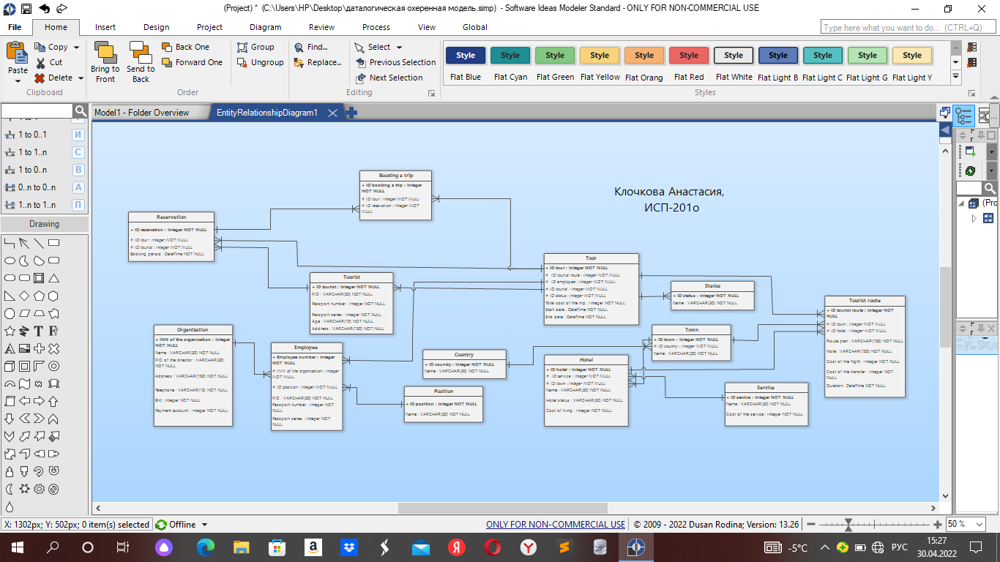 (Project) * (C:\Users\HP\Desktop\даталогическая охеренная модель.simp) - Software Ideas Modeler Standard - ONLY FOR NON-COMMERCIAL USE
File Home Insert Design Project Diagram Review Process View Global
Type here what you want to do... (CTRL+Q)
Paste
Copy
Cut
Delete
Clipboard
Bring to Front
Send to Back
Back One
Forward One
Order
Group
Ungroup
Find...
Replace...
Select
Previous Selection
Next Selection
Editing
Style Style Style Style Style Style Style Style Style Style Style
Flat Blue Flat Cyan Flat Green Flat Yellow Flat Orang Flat Red Flat White Flat Light B Flat Light C Flat Light G Flat Light Y
Styles
Model1 - Folder Overview
EntityRelationshipDiagram1
1 to 0..1 И
1 to 1..n С
1 to 0..n В
0..n to 0..n А
1..n to 1..n П
Drawing
Клочкова Анастасия,
ИСП-201о
Booking a trip
+ ID booking a trip : Integer
NOT NULL
# ID tour : Integer NOT NULL
# ID resevation : Integer NOT
NULL
Reservation
+ ID reservation : Integer NOT NULL
# ID tour : Integer NOT NULL
# ID tourist : Integer NOT NULL
Booking period : DateTime NOT NULL
Tourist
+ ID tourist : Integer NOT NULL
FIO : VARCHAR(30) NOT NULL
Passport number : Integer NOT NULL
Passport series : Integer NOT NULL
Age : VARCHAR(10) NOT NULL
Address : VARCHAR(150) NOT NULL
Tour
+ ID tour : Integer NOT NULL
# ID tourist route : Integer NOT NULL
# ID employee : Integer NOT NULL
# ID tourist : Integer NOT NULL
# ID status : Integer NOT NULL
Total cost of the trip : Integer NOT NULL
Start date : DateTime NOT NULL
End date : DateTime NOT NULL
Status
+ ID status : Integer NOT NULL
Name : VARCHAR(20) NOT NULL
Tourist route
+ ID tourist route : Integer NOT
NULL
# ID town : Integer NOT NULL
# ID hotel : Integer NOT NULL
Route plan : VARCHAR(150) NOT NULL
Note : VARCHAR(150) NOT NULL
Cost of the flight : Integer NOT NULL
Cost of the transfer : Integer NOT
NULL
Duration : DateTime NOT NULL
Organization
+ INN of the organization : Integer
NOT NULL
Name : VARCHAR(20) NOT NULL
FIO of the director : VARCHAR(30)
NOT NULL
Address : VARCHAR(150) NOT NULL
Telephone : VARCHAR(12) NOT NULL
BIK : Integer NOT NULL
Payment account : Integer NOT NULL
Employee
+ Employee number : Integer
NOT NULL
# INN of the organization : Integer
NOT NULL
# ID position : Integer NOT NULL
FIO : VARCHAR(30) NOT NULL
Passport number : Integer NOT
NULL
Passport series : Integer NOT
NULL
Country
+ ID country : Integer NOT NULL
Name : VARCHAR(20) NOT NULL
Position
+ ID position : Integer NOT NULL
Name : VARCHAR(30) NOT NULL
Town
+ ID town : Integer NOT NULL
# ID country : Integer NOT NULL
Name : VARCHAR(20) NOT NULL
Hotel
+ ID hotel : Integer NOT NULL
# ID service : Integer NOT NULL
# ID town : Integer NOT NULL
Name : VARCHAR(30) NOT NULL
Hotel status : VARCHAR(20) NOT NULL
Cost of living : Integer NOT NULL
Service
+ ID service : Integer NOT NULL
Name : VARCHAR(30) NOT NULL
Cost of the service : Integer NOT NULL
(Pro
X: 1302px; Y: 502px; 0 item(s) selected
Offline
ONLY FOR NON-COMMERCIAL USE
© 2009 - 2022 Dusan Rodina; Version: 13.26
50 %
-5°C
РУС
15:27
30.04.2022